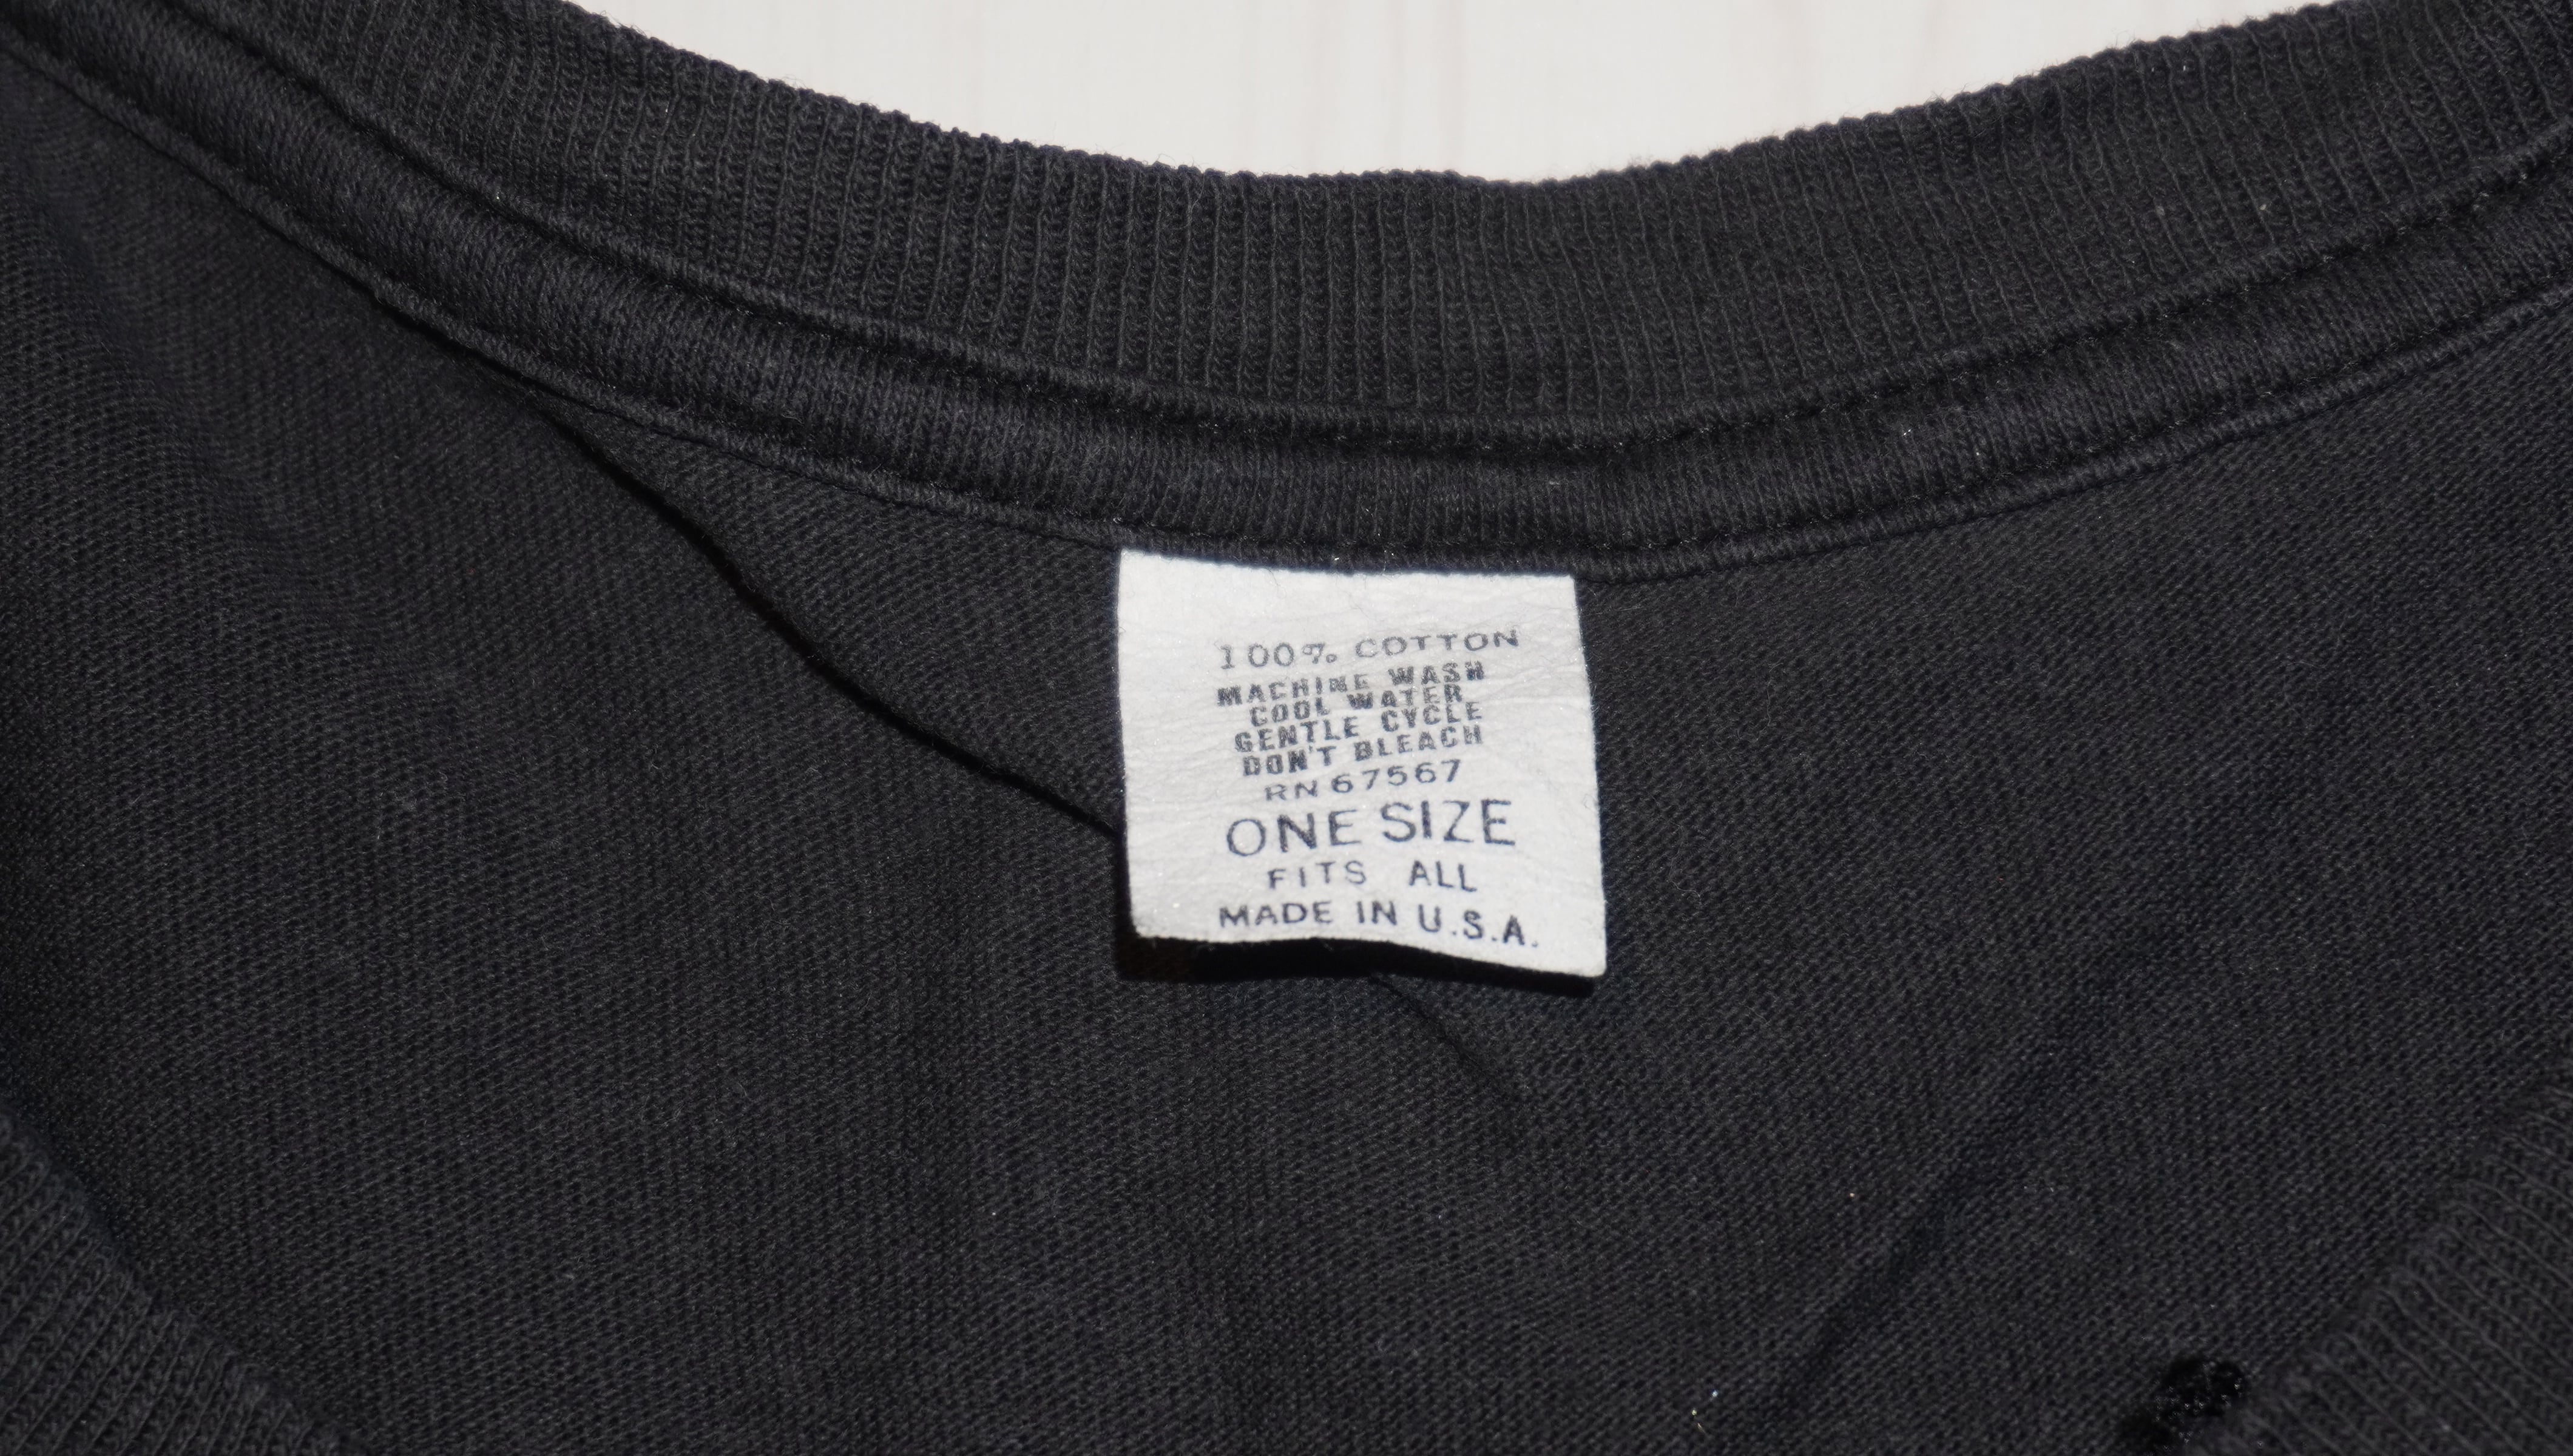 100% COTTON
MACHINE WASH
COOL WATER
GENTLE CYCLE
DON'T BLEACH
RN 67567
ONE SIZE
FITS ALL
MADE IN U.S.A.